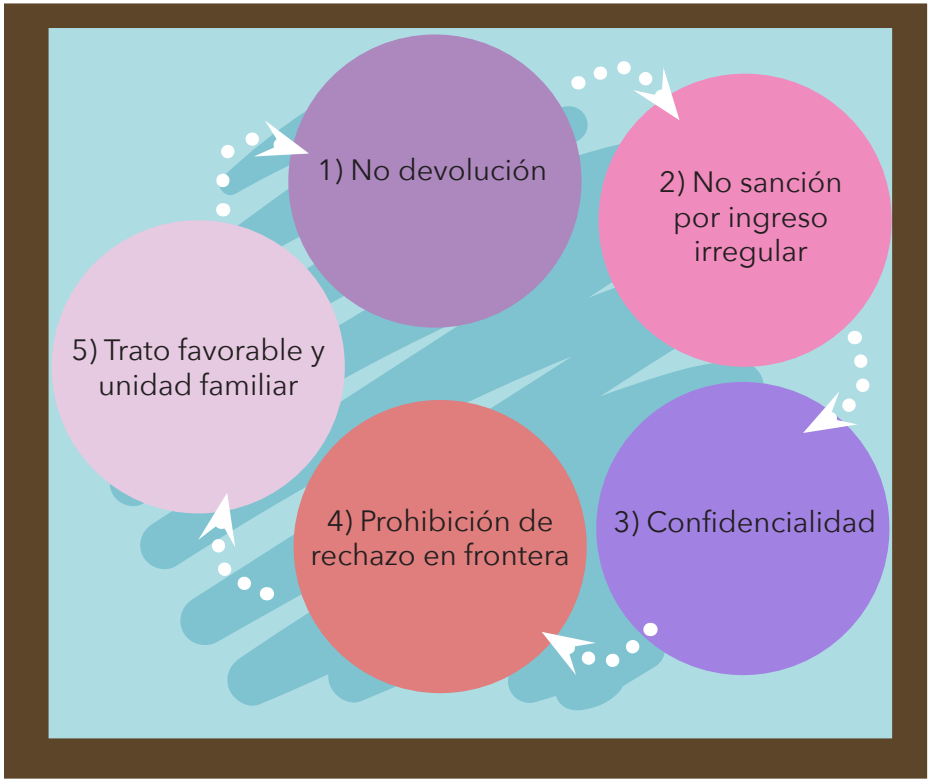 1) No devolución
2) No sanción
por ingreso
irregular
3) Confidencialidad
4) Prohibición de
rechazo en frontera
5) Trato favorable y
unidad familiar